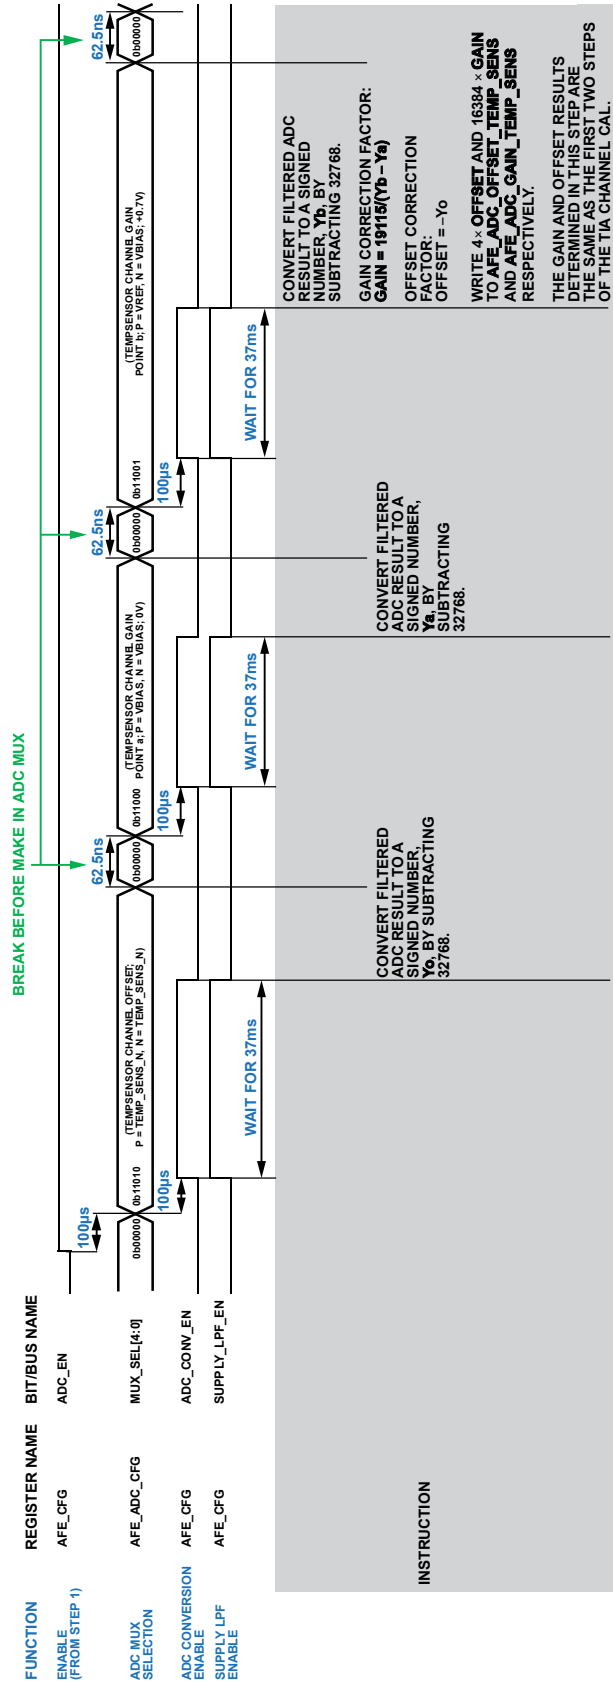 BREAK BEFORE MAKE IN ADC MUX
FUNCTION
REGISTER NAME
BIT/BUS NAME
ENABLE
(FROM STEP 1)
AFE_CFG
ADC_EN
100µs
62.5ns
62.5ns
62.5ns
ADC MUX
SELECTION
AFE_ADC_CFG
MUX_SEL[4:0]
0b00000
0b11010
(TEMPSENSOR CHANNEL OFFSET;
P = TEMP_SENS_N, N = TEMP_SENS_N)
0b00000
0b11000
(TEMPSENSOR CHANNEL GAIN
POINT a; P = VBIAS, N = VBIAS; 0V)
0b00000
0b11001
(TEMPSENSOR CHANNEL GAIN
POINT b; P = VREF, N = VBIAS; +0.7V)
0b00000
100µs
100µs
100µs
ADC CONVERSION
ENABLE
AFE_CFG
ADC_CONV_EN
SUPPLY LPF
ENABLE
AFE_CFG
SUPPLY_LPF_EN
WAIT FOR 37ms
WAIT FOR 37ms
WAIT FOR 37ms
INSTRUCTION
CONVERT FILTERED
ADC RESULT TO A
SIGNED NUMBER,
Yo, BY SUBTRACTING
32768.
CONVERT FILTERED
ADC RESULT TO A
SIGNED NUMBER,
Ya, BY
SUBTRACTING
32768.
CONVERT FILTERED ADC
RESULT TO A SIGNED
NUMBER, Yb, BY
SUBTRACTING 32768.
GAIN CORRECTION FACTOR:
GAIN = 19115/(Yb – Ya)
OFFSET CORRECTION
FACTOR:
OFFSET = –Yo
WRITE 4× OFFSET AND 16384 × GAIN
TO AFE_ADC_OFFSET_TEMP_SENS
AND AFE_ADC_GAIN_TEMP_SENS
RESPECTIVELY.
THE GAIN AND OFFSET RESULTS
DETERMINED IN THIS STEP ARE
THE SAME AS THE FIRST TWO STEPS
OF THE TIA CHANNEL CAL.